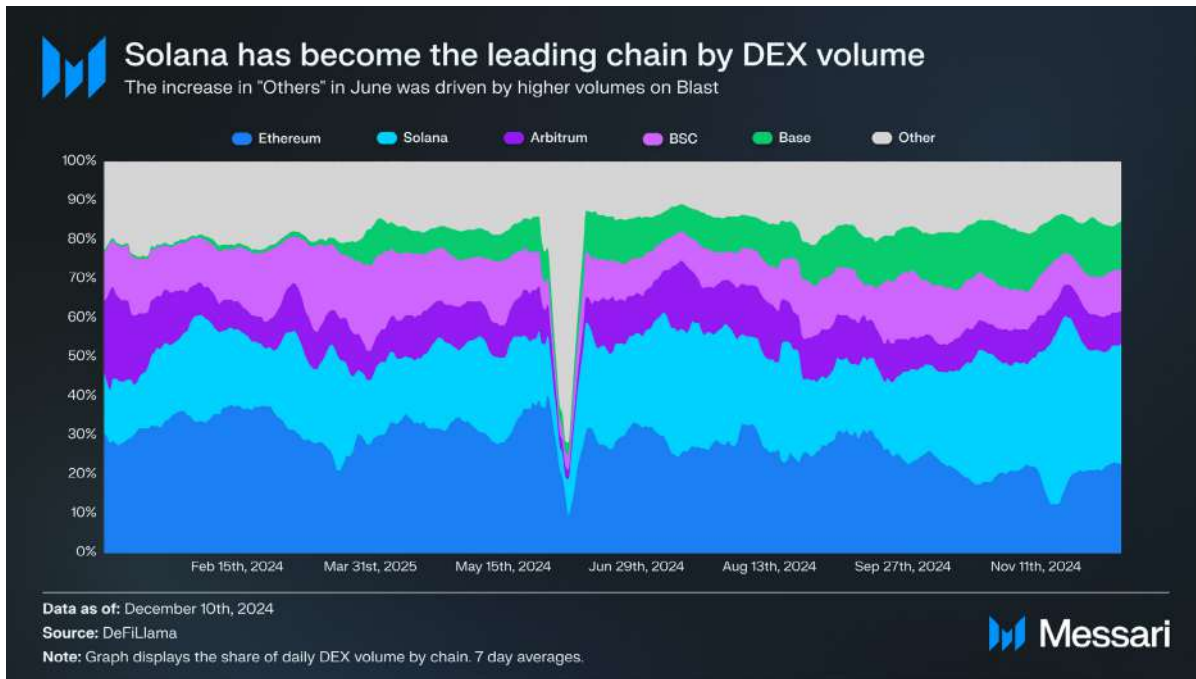 Solana has become the leading chain by DEX volume
The increase in "Others" in June was driven by higher volumes on Blast
Ethereum Solana Arbitrum BSC Base Other
100%
90%
80%
70%
60%
50%
40%
30%
20%
10%
0%
Feb 15th, 2024 Mar 31st, 2025 May 15th, 2024 Jun 29th, 2024 Aug 13th, 2024 Sep 27th, 2024 Nov 11th, 2024
Data as of: December 10th, 2024
Source: DeFiLlama
Note: Graph displays the share of daily DEX volume by chain. 7 day averages.
Messari